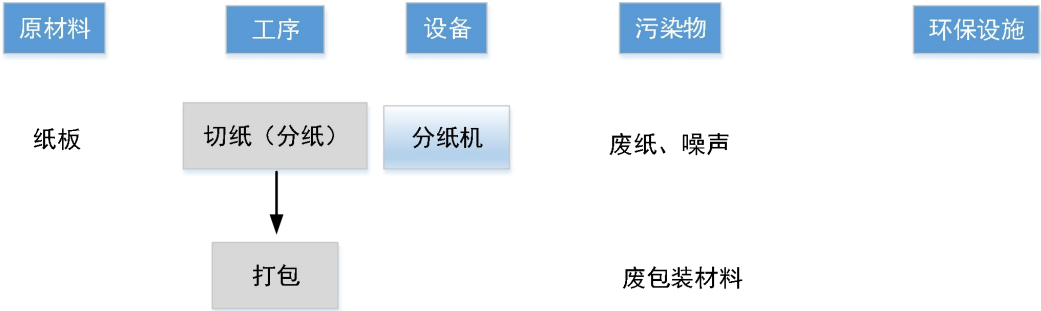 原材料 工序 设备 污染物 环保设施
纸板 切纸（分纸） 分纸机 废纸、噪声
打包 废包装材料